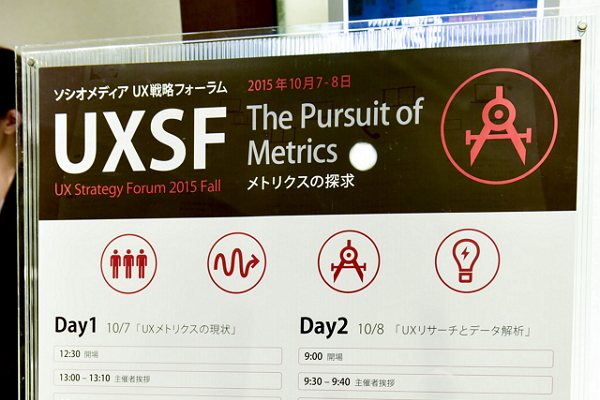 ソシオメディア UX戦略フォーラム
UXSF
UX Strategy Forum 2015 Fall
2015年10月7-8日
The Pursuit of
Metrics
メトリクスの探求
Day1 10/7「UXメトリクスの現状」
12:30 開場
13:00 – 13:10 主催者挨拶
Day2 10/8「UXリサーチとデータ解析」
9:00 開場
9:30 – 9:40 主催者挨拶